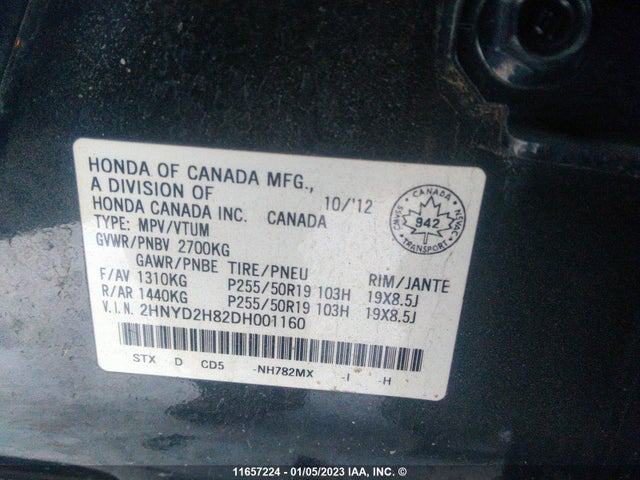 HONDA OF CANADA MFG.,
A DIVISION OF
HONDA CANADA INC. CANADA 10/'12
TYPE: MPV/VTUM
GVWR/PNBV 2700KG
GAWR/PNBE TIRE/PNEU RIM/JANTE
F/AV 1310KG P255/50R19 103H 19X8.5J
R/AR 1440KG P255/50R19 103H 19X8.5J
V.I.N. 2HNYD2H82DH001160
STX D CD5 -NH782MX -I -H
CANADA
942
TRANSPORT
NSVAC
11657224 - 01/05/2023 IAA, INC. ©